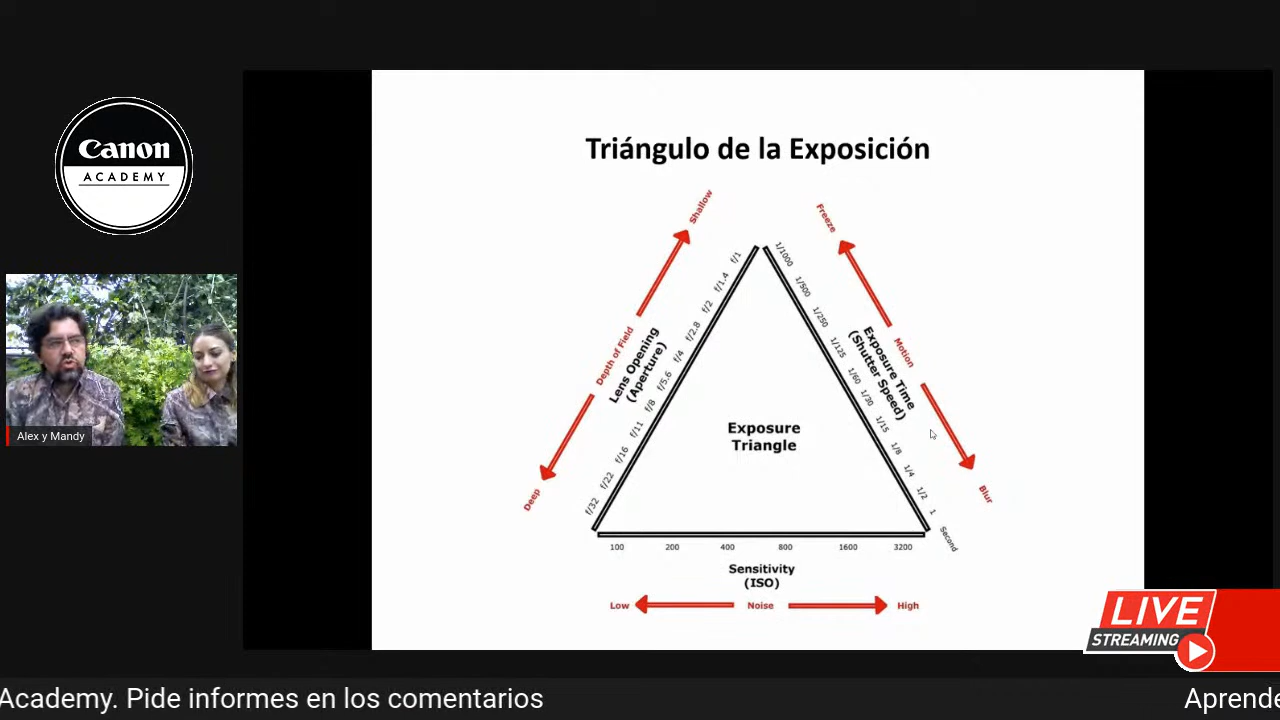 Canon
ACADEMY
Alex y Mandy
Triángulo de la Exposición
Shallow
Depth of Field
Deep
Lens Opening
(Aperture)
f/1
f/1.4
f/2
f/2.8
f/4
f/5.6
f/8
f/11
f/16
f/22
f/32
Freeze
Motion
Blur
Exposure Time
(Shutter Speed)
1/1000
1/500
1/250
1/125
1/60
1/30
1/15
1/8
1/4
1/2
1
Second
Exposure
Triangle
100 200 400 800 1600 3200
Sensitivity
(ISO)
Low Noise High
LIVE
STREAMING
Academy. Pide informes en los comentarios
Aprende